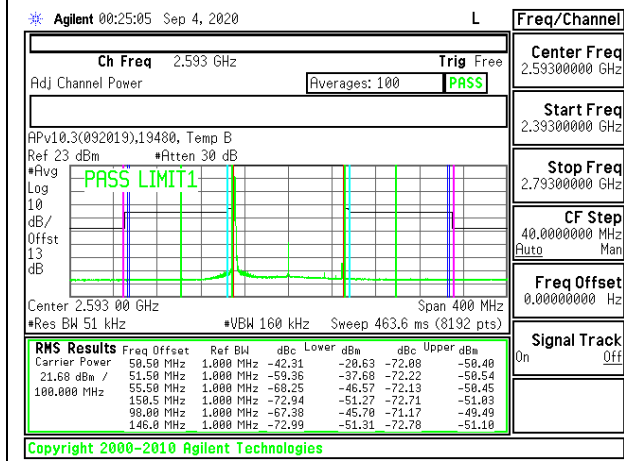 Agilent 00:25:05 Sep 4, 2020 L Freq/Channel
Ch Freq 2.593 GHz Trig Free
Adj Channel Power Averages: 100 PASS
Center Freq
2.59300000 GHz
Start Freq
2.39300000 GHz
APv10.3(092019),19480, Temp B
Ref 23 dBm #Atten 30 dB
#Avg
Log
10
dB/
Offst
13
dB
PASS LIMIT1
Stop Freq
2.79300000 GHz
CF Step
40.0000000 MHz
Auto Man
Freq Offset
0.00000000 Hz
Center 2.593 00 GHz Span 400 MHz
#Res BW 51 kHz #VBW 160 kHz Sweep 463.6 ms (8192 pts)
Signal Track
On Off
RMS Results Freq Offset Ref BW dBc Lower dBm dBc Upper dBm
Carrier Power 50.50 MHz 1.000 MHz -42.31 -20.63 -72.08 -50.40
21.68 dBm / 51.50 MHz 1.000 MHz -59.36 -37.68 -72.22 -50.54
100.000 MHz 55.50 MHz 1.000 MHz -68.25 -46.57 -72.13 -50.45
150.5 MHz 1.000 MHz -72.94 -51.27 -72.71 -51.03
98.00 MHz 1.000 MHz -67.38 -45.70 -71.17 -49.49
146.0 MHz 1.000 MHz -72.99 -51.31 -72.78 -51.10
Copyright 2000-2010 Agilent Technologies